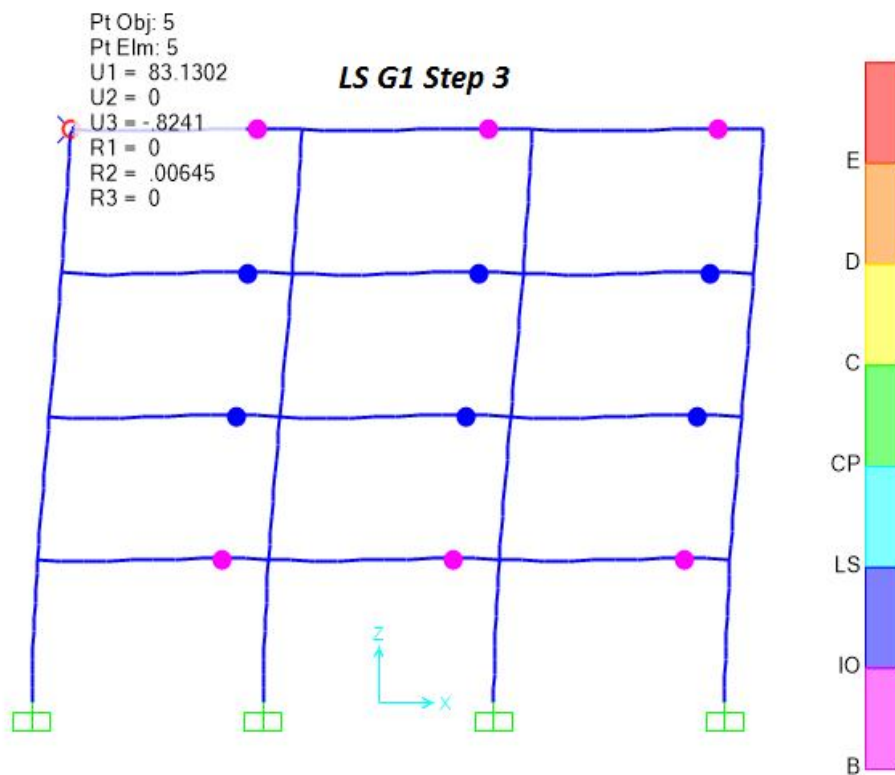 Pt Obj: 5
Pt Elm: 5
U1 = 83.1302
U2 = 0
U3 = -.8241
R1 = 0
R2 = .00645
R3 = 0
LS G1 Step 3
E
D
C
CP
LS
IO
B
Z
X